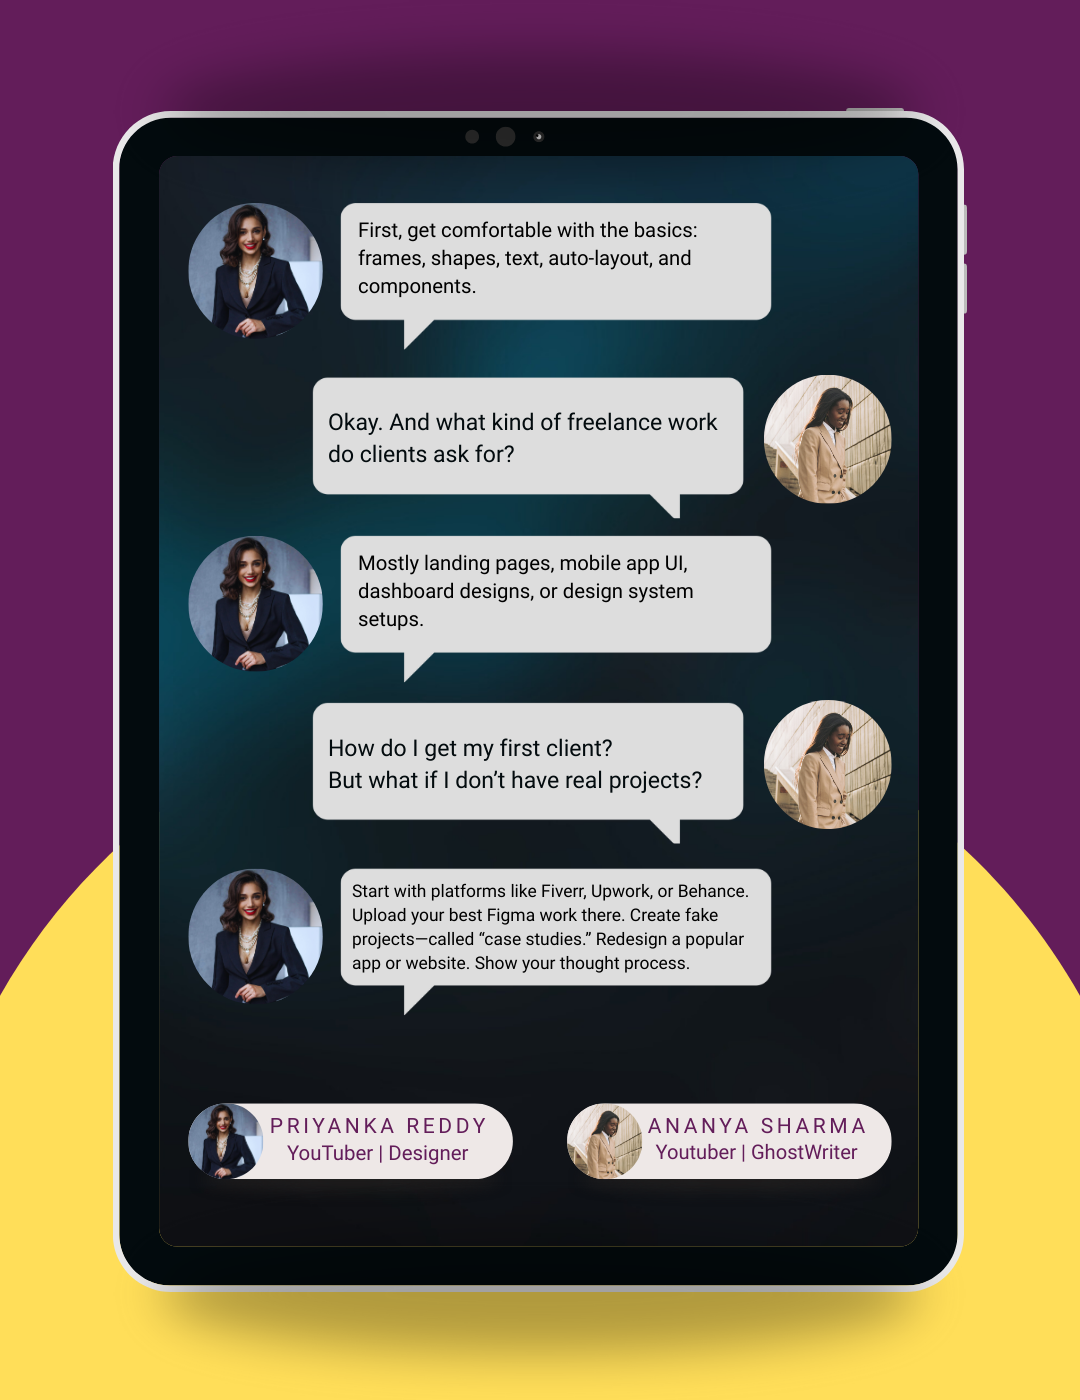 First, get comfortable with the basics:
frames, shapes, text, auto-layout, and
components.
Okay. And what kind of freelance work
do clients ask for?
Mostly landing pages, mobile app UI,
dashboard designs, or design system
setups.
How do I get my first client?
But what if I don’t have real projects?
Start with platforms like Fiverr, Upwork, or Behance.
Upload your best Figma work there. Create fake
projects—called “case studies.” Redesign a popular
app or website. Show your thought process.
PRIYANKA REDDY
YouTuber | Designer
ANANYA SHARMA
Youtuber | GhostWriter